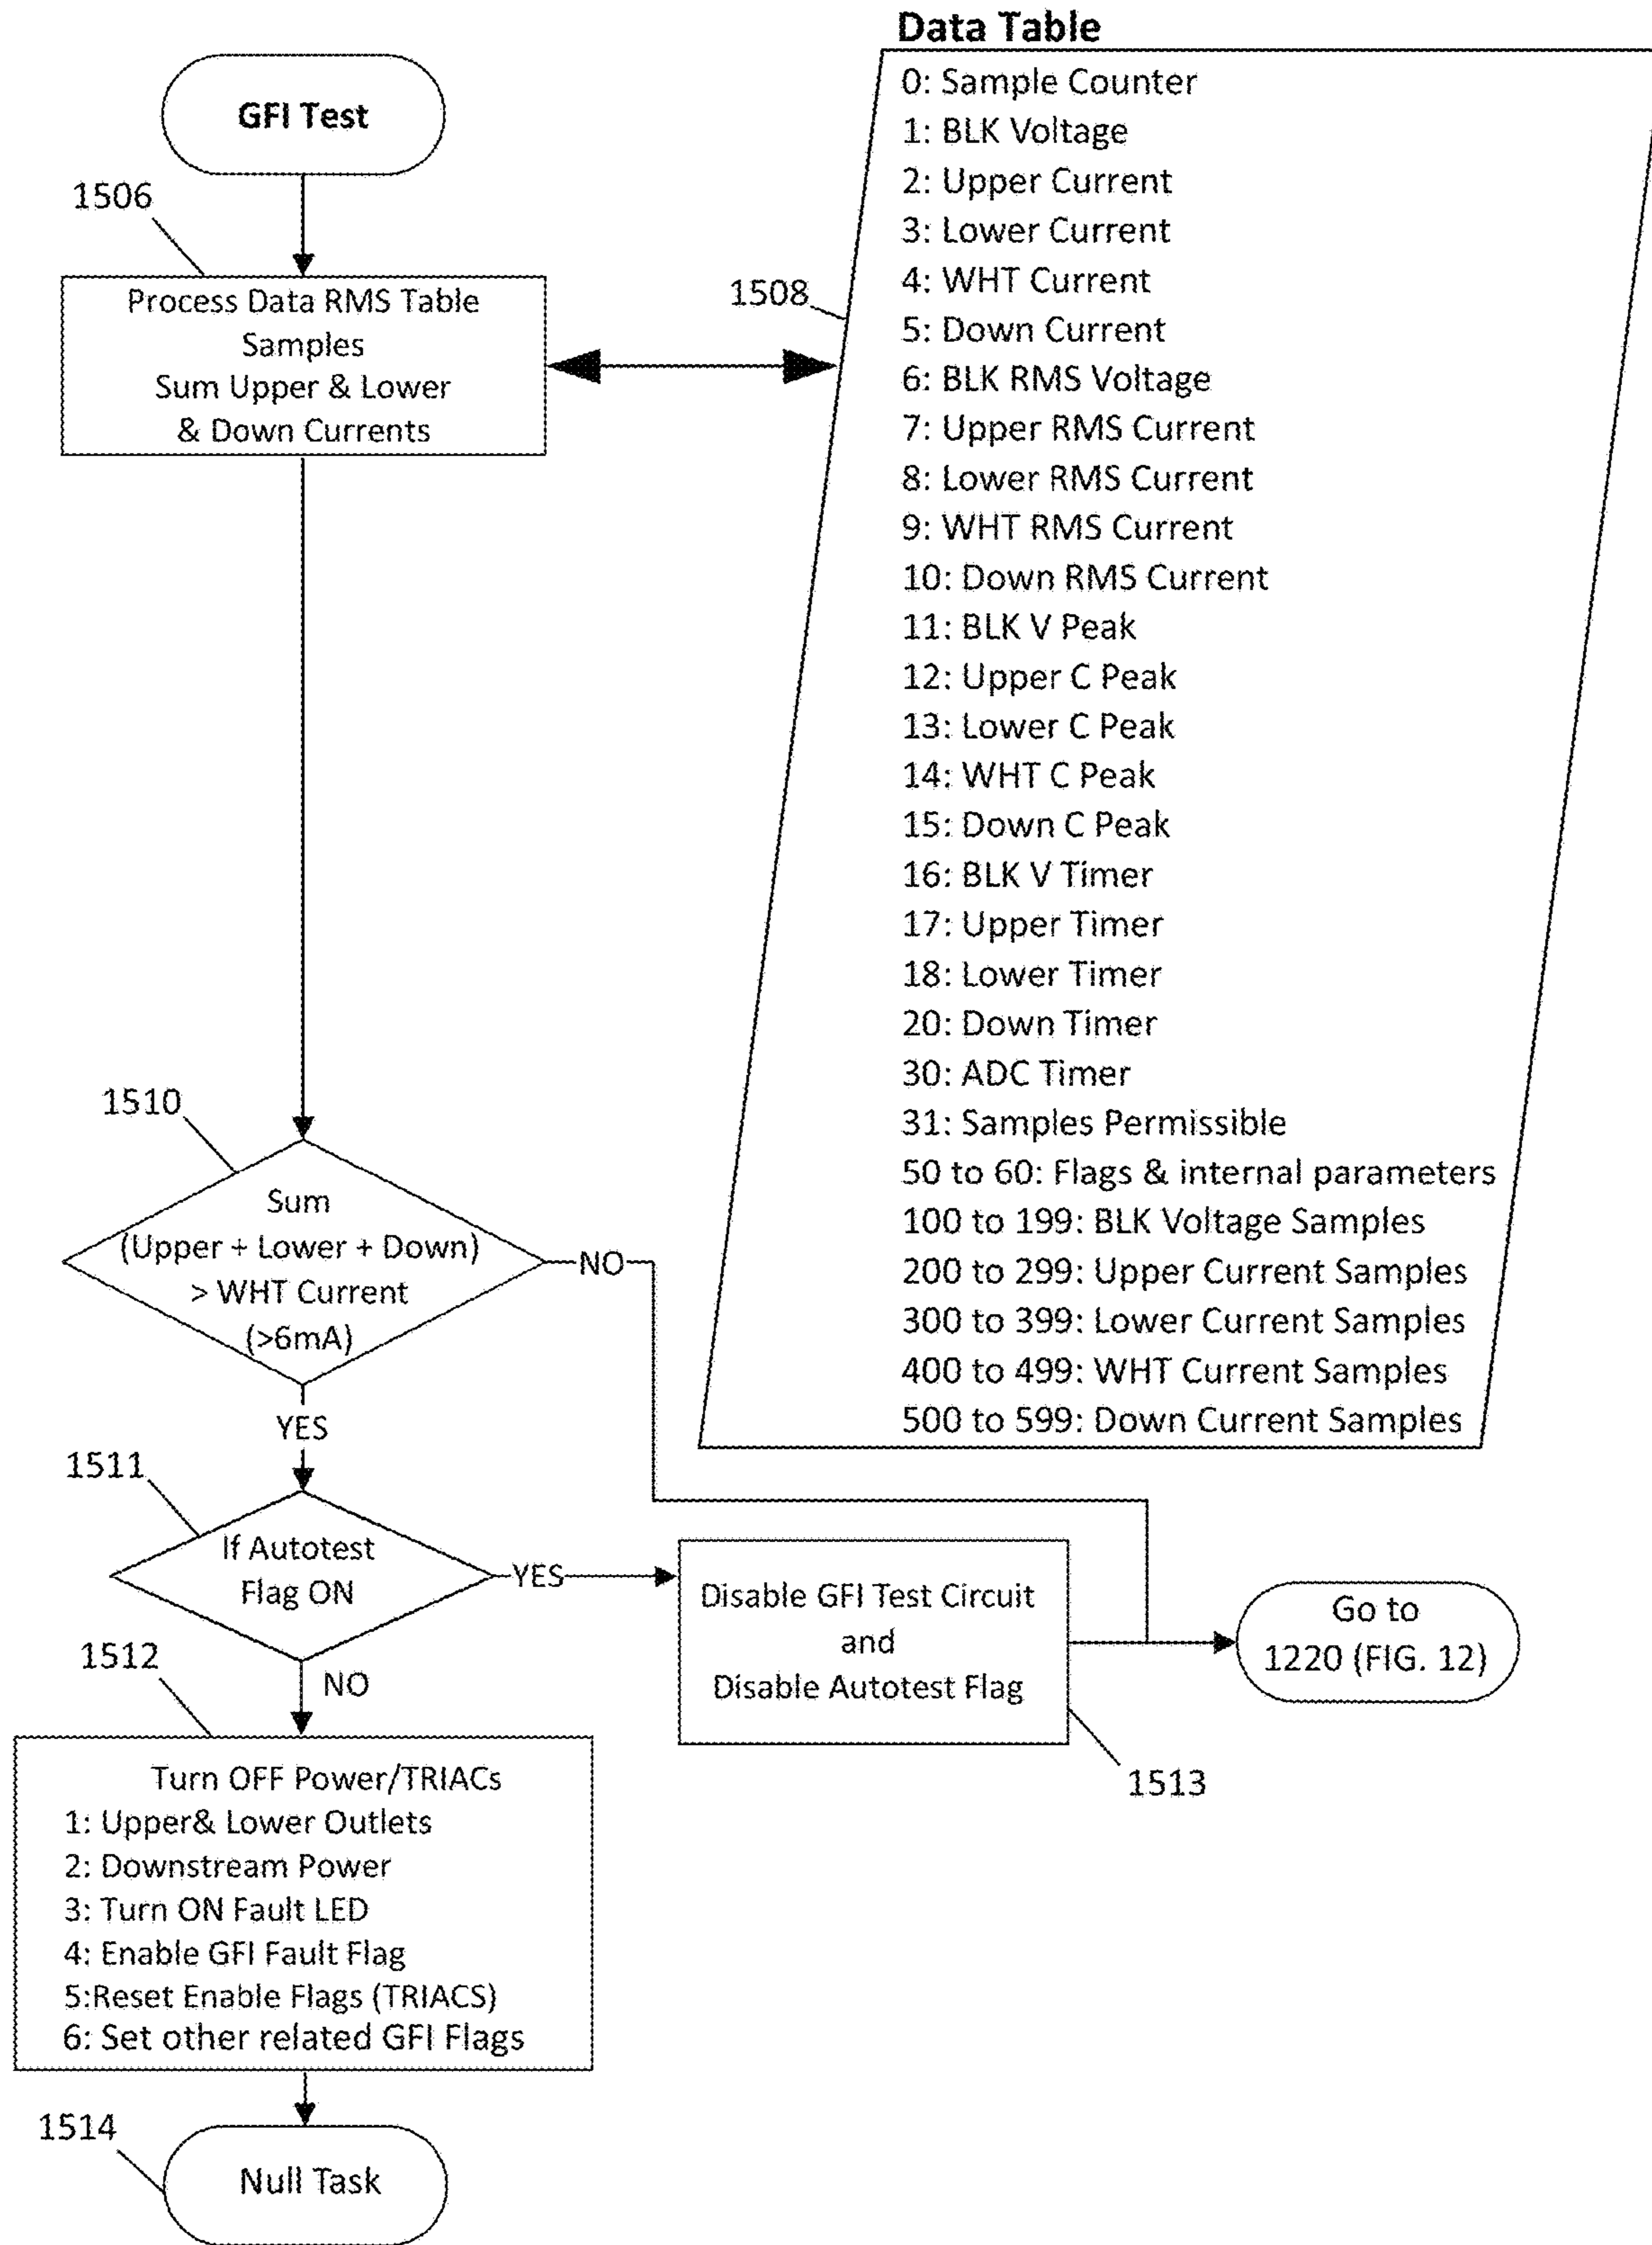 GFI Test
1506
Process Data RMS Table
Samples
Sum Upper & Lower
& Down Currents
Data Table
1508
0: Sample Counter
1: BLK Voltage
2: Upper Current
3: Lower Current
4: WHT Current
5: Down Current
6: BLK RMS Voltage
7: Upper RMS Current
8: Lower RMS Current
9: WHT RMS Current
10: Down RMS Current
11: BLK V Peak
12: Upper C Peak
13: Lower C Peak
14: WHT C Peak
15: Down C Peak
16: BLK V Timer
17: Upper Timer
18: Lower Timer
20: Down Timer
30: ADC Timer
31: Samples Permissible
50 to 60: Flags & internal parameters
100 to 199: BLK Voltage Samples
200 to 299: Upper Current Samples
300 to 399: Lower Current Samples
400 to 499: WHT Current Samples
500 to 599: Down Current Samples
1510
Sum
(Upper + Lower + Down)
> WHT Current
(>6mA)
NO
YES
1511
If Autotest
Flag ON
YES
Disable GFI Test Circuit
and
Disable Autotest Flag
1513
Go to
1220 (FIG. 12)
NO
1512
Turn OFF Power/TRIACs
1: Upper& Lower Outlets
2: Downstream Power
3: Turn ON Fault LED
4: Enable GFI Fault Flag
5:Reset Enable Flags (TRIACS)
6: Set other related GFI Flags
1514
Null Task